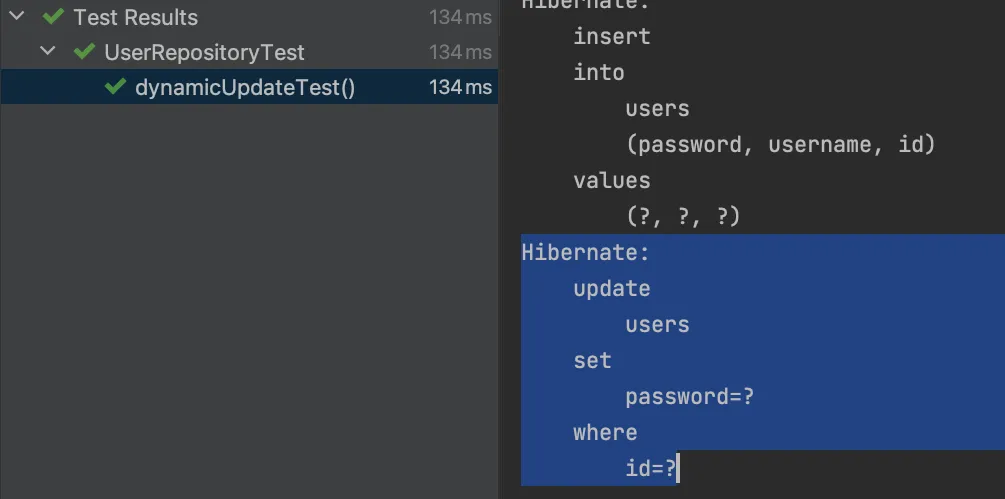 Test Results 134 ms
UserRepositoryTest 134 ms
dynamicUpdateTest() 134 ms
Hibernate:
insert
into
users
(password, username, id)
values
(?, ?, ?)
Hibernate:
update
users
set
password=?
where
id=?